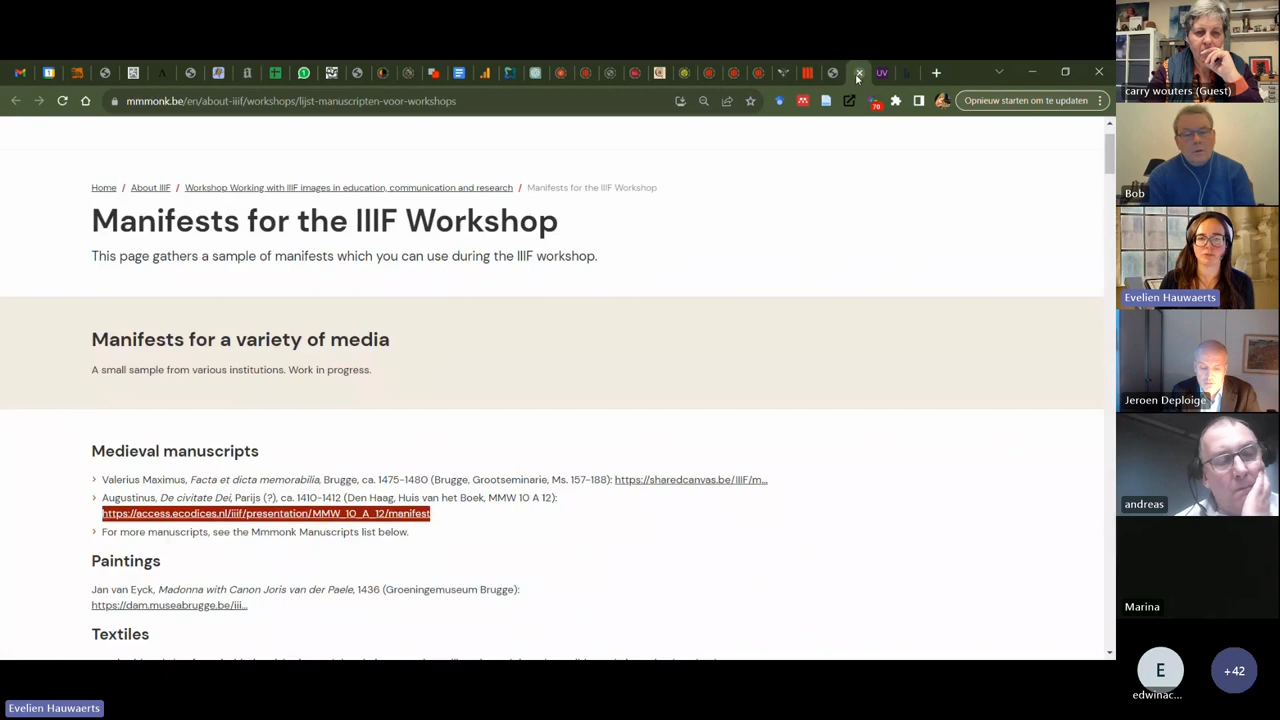 UV
mmmonk.be/en/about-iiif/workshops/lijst-manuscripten-voor-workshops
70
Opnieuw starten om te updaten
Home / About IIIF / Workshop Working with IIIF images in education, communication and research / Manifests for the IIIF Workshop
Manifests for the IIIF Workshop
This page gathers a sample of manifests which you can use during the IIIF workshop.
Manifests for a variety of media
A small sample from various institutions. Work in progress.
Medieval manuscripts
Valerius Maximus, Facta et dicta memorabilia, Brugge, ca. 1475-1480 (Brugge, Grootseminarie, Ms. 157-188): https://sharedcanvas.be/IIIF/m...
Augustinus, De civitate Dei, Parijs (?), ca. 1410-1412 (Den Haag, Huis van het Boek, MMW 10 A 12):
https://access.ecodices.nl/iiif/presentation/MMW_10_A_12/manifest
For more manuscripts, see the Mmmonk Manuscripts list below.
Paintings
Jan van Eyck, Madonna with Canon Joris van der Paele, 1436 (Groeningemuseum Brugge):
https://dam.museabrugge.be/iii...
Textiles
carry wouters (Guest)
Bob
Evelien Hauwaerts
Jeroen Deploige
andreas
Marina
E
edwinac...
+42
Evelien Hauwaerts